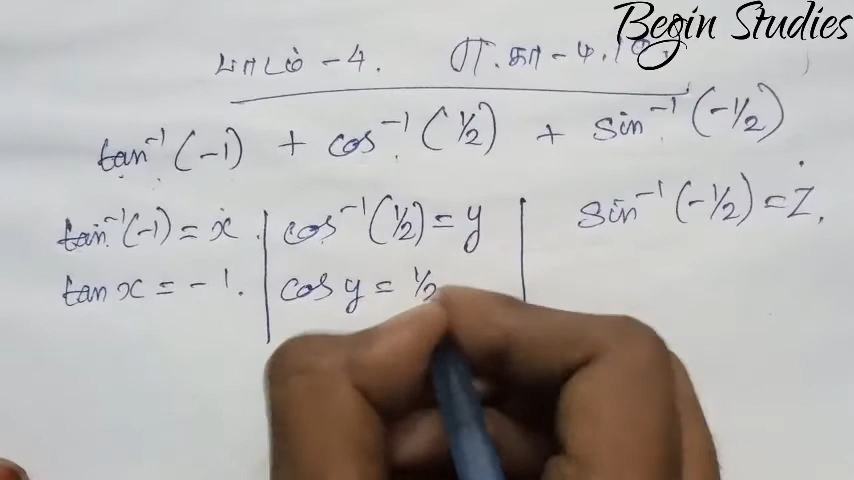 Begin Studies
பாடம் - 4. எ.கா - 4.
tan⁻¹(-1) + cos⁻¹(1/2) + sin⁻¹(-1/2)
tan⁻¹(-1) = x. cos⁻¹(1/2) = y sin⁻¹(-1/2) = z.
tan x = -1. cos y = 1/2